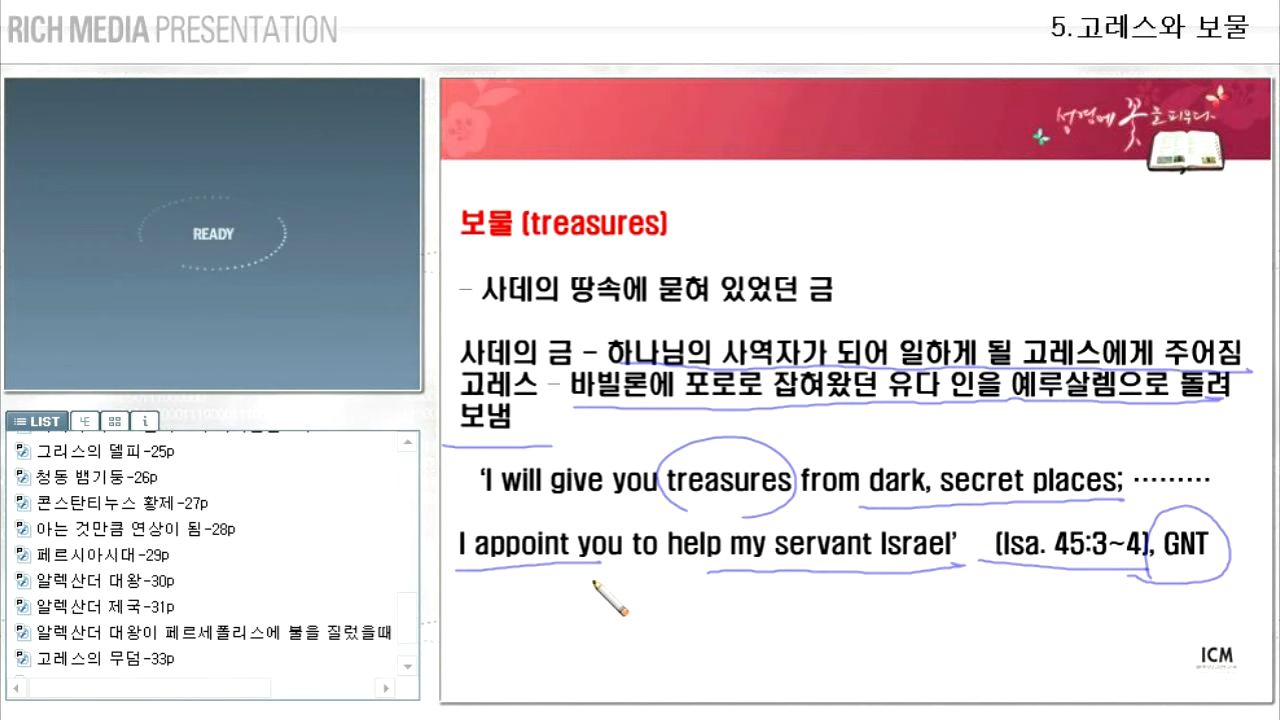 RICH MEDIA PRESENTATION
5.고레스와 보물
READY
성경에 꽃을 피우다
보물 (treasures)
– 사데의 땅속에 묻혀 있었던 금
사데의 금 – 하나님의 사역자가 되어 일하게 될 고레스에게 주어짐
고레스 – 바빌론에 포로로 잡혀왔던 유다 인을 예루살렘으로 돌려
보냄
‘I will give you treasures from dark, secret places; ·········
I appoint you to help my servant Israel’ (Isa. 45:3~4), GNT
ICM
LIST
그리스의 델피-25p
청동 뱀기둥-26p
콘스탄티누스 황제-27p
아는 것만큼 연상이 됨-28p
페르시아시대-29p
알렉산더 대왕-30p
알렉산더 제국-31p
알렉산더 대왕이 페르세폴리스에 불을 질렀을때
고레스의 무덤-33p